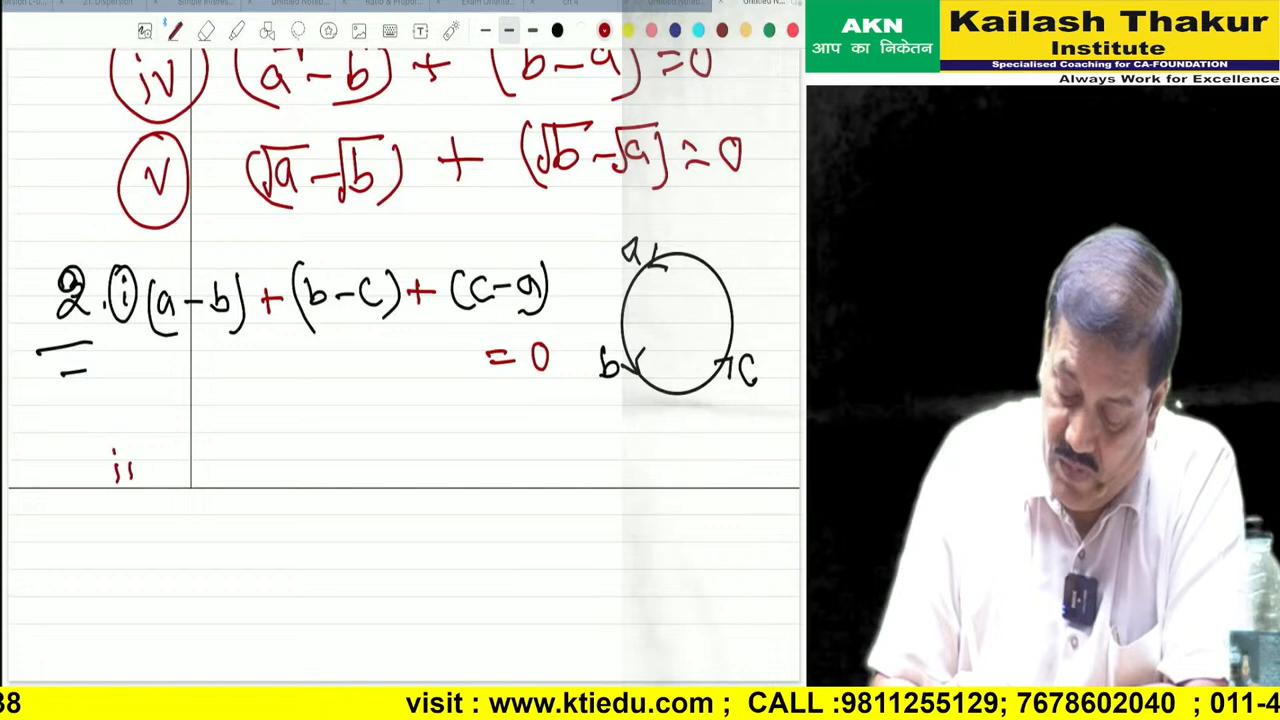 AKN
आप का निकेतन
Kailash Thakur
Institute
Specialised Coaching for CA-FOUNDATION
Always Work for Excellence
iv (a - b) + (b - a) = 0
v (√a - √b) + (√b - √a) = 0
2. i (a - b) + (b - c) + (c - a)
= 0
a
b
c
ii
38 visit : www.ktiedu.com ; CALL :9811255129; 7678602040 ; 011-4